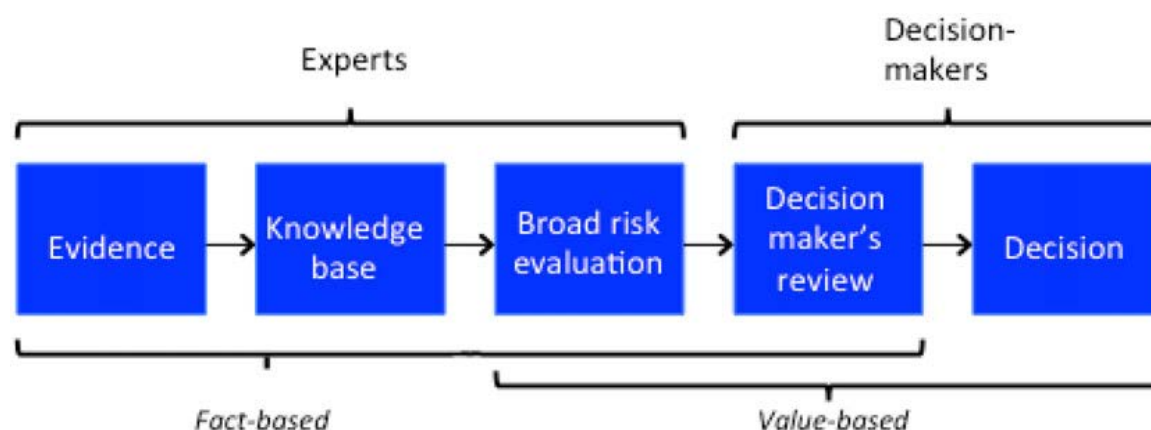 Experts
Decision-
makers
Evidence
Knowledge
base
Broad risk
evaluation
Decision
maker's
review
Decision
Fact-based
Value-based